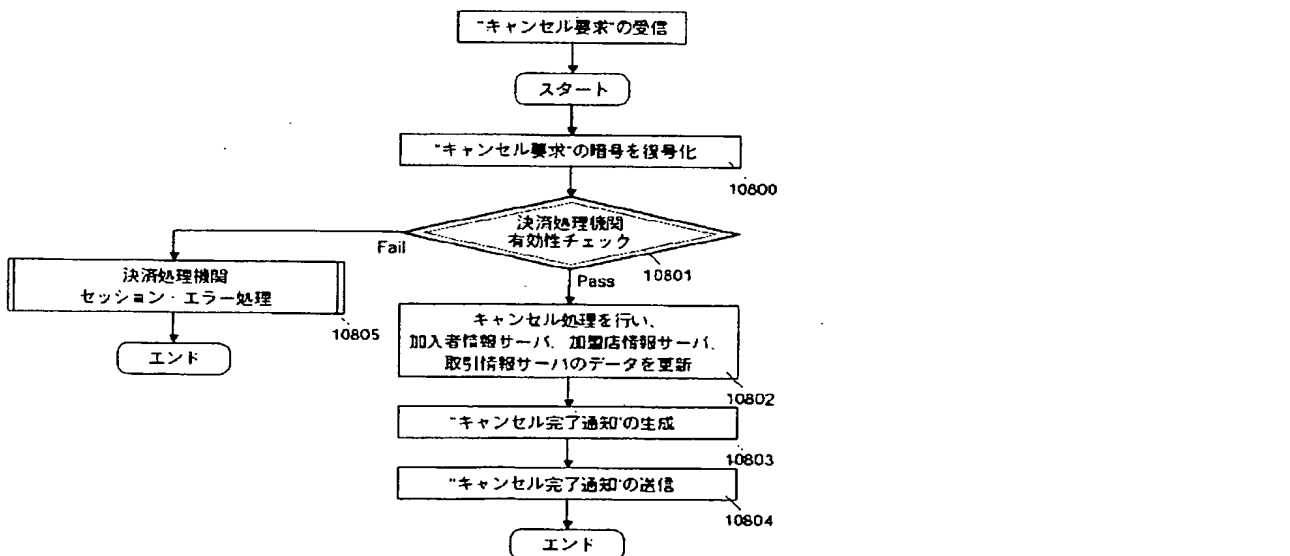 "キャンセル要求"の受信
スタート
"キャンセル要求"の暗号を復号化
10800
決済処理機関
有効性チェック
10801
Fail
Pass
決済処理機関
セッション・エラー処理
10805
エンド
キャンセル処理を行い、
加入者情報サーバ、加盟店情報サーバ、
取引情報サーバのデータを更新
10802
"キャンセル完了通知"の生成
10803
"キャンセル完了通知"の送信
10804
エンド